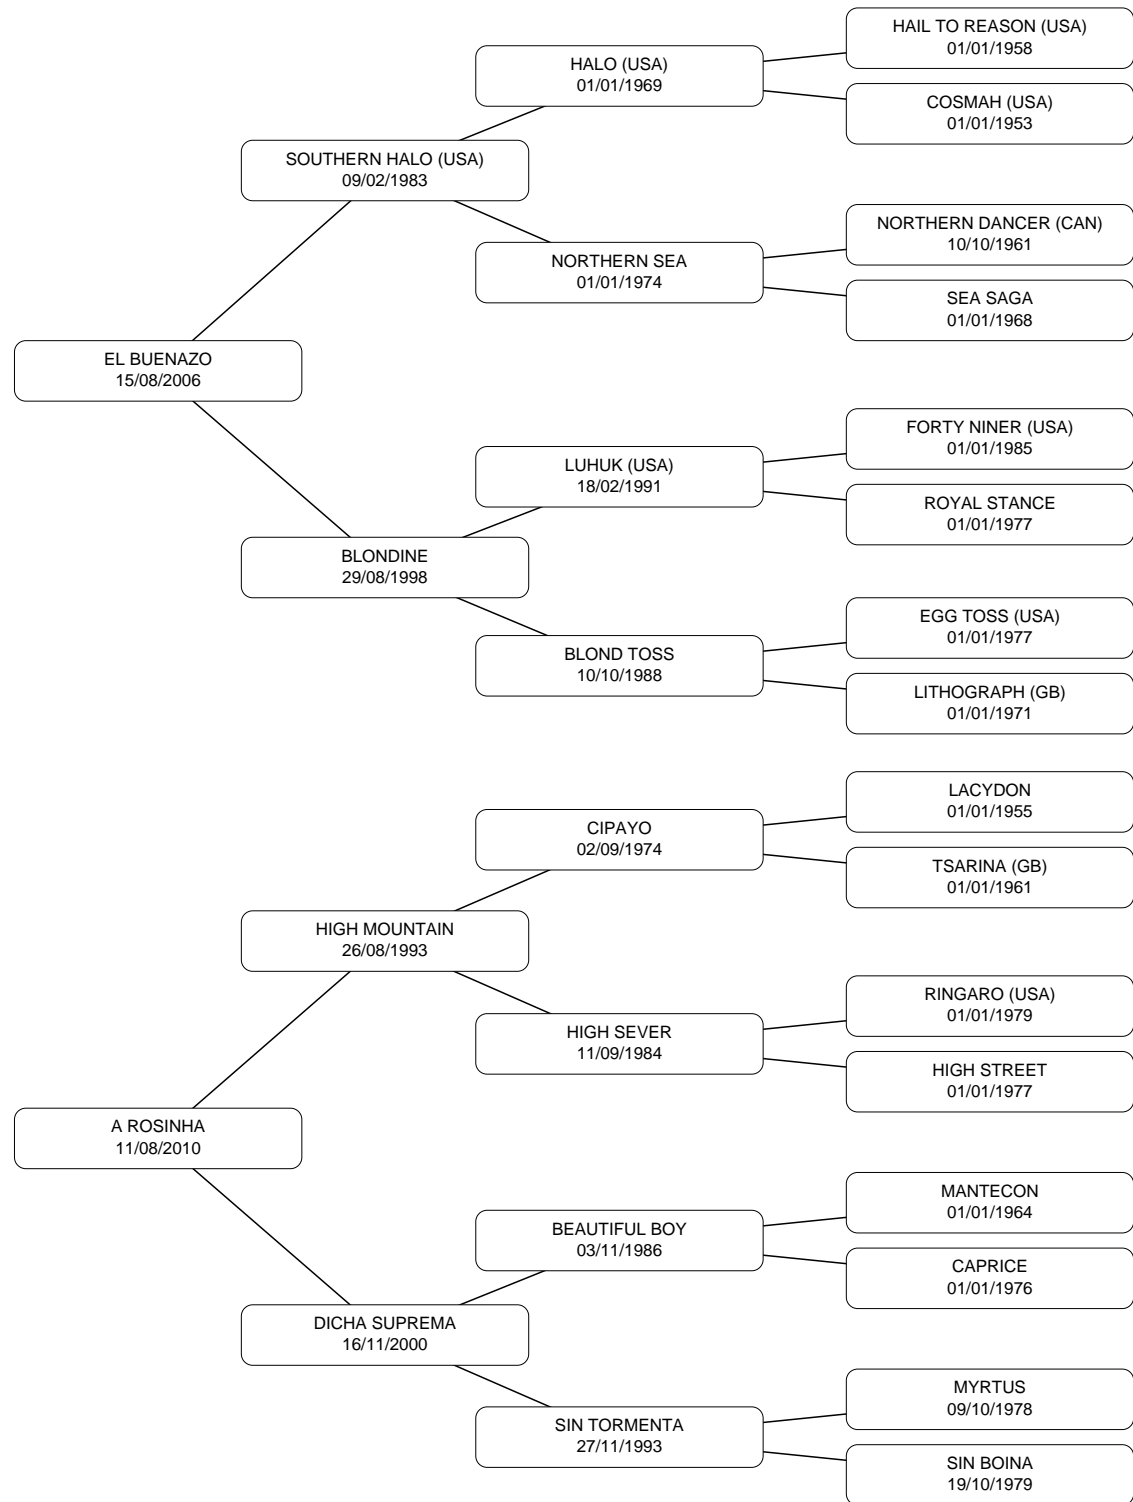 HAIL TO REASON (USA)
01/01/1958
HALO (USA)
01/01/1969
COSMAH (USA)
01/01/1953
SOUTHERN HALO (USA)
09/02/1983
NORTHERN DANCER (CAN)
10/10/1961
NORTHERN SEA
01/01/1974
SEA SAGA
01/01/1968
EL BUENAZO
15/08/2006
FORTY NINER (USA)
01/01/1985
LUHUK (USA)
18/02/1991
ROYAL STANCE
01/01/1977
BLONDINE
29/08/1998
EGG TOSS (USA)
01/01/1977
BLOND TOSS
10/10/1988
LITHOGRAPH (GB)
01/01/1971
LACYDON
01/01/1955
CIPAYO
02/09/1974
TSARINA (GB)
01/01/1961
HIGH MOUNTAIN
26/08/1993
RINGARO (USA)
01/01/1979
HIGH SEVER
11/09/1984
HIGH STREET
01/01/1977
A ROSINHA
11/08/2010
MANTECON
01/01/1964
BEAUTIFUL BOY
03/11/1986
CAPRICE
01/01/1976
DICHA SUPREMA
16/11/2000
MYRTUS
09/10/1978
SIN TORMENTA
27/11/1993
SIN BOINA
19/10/1979